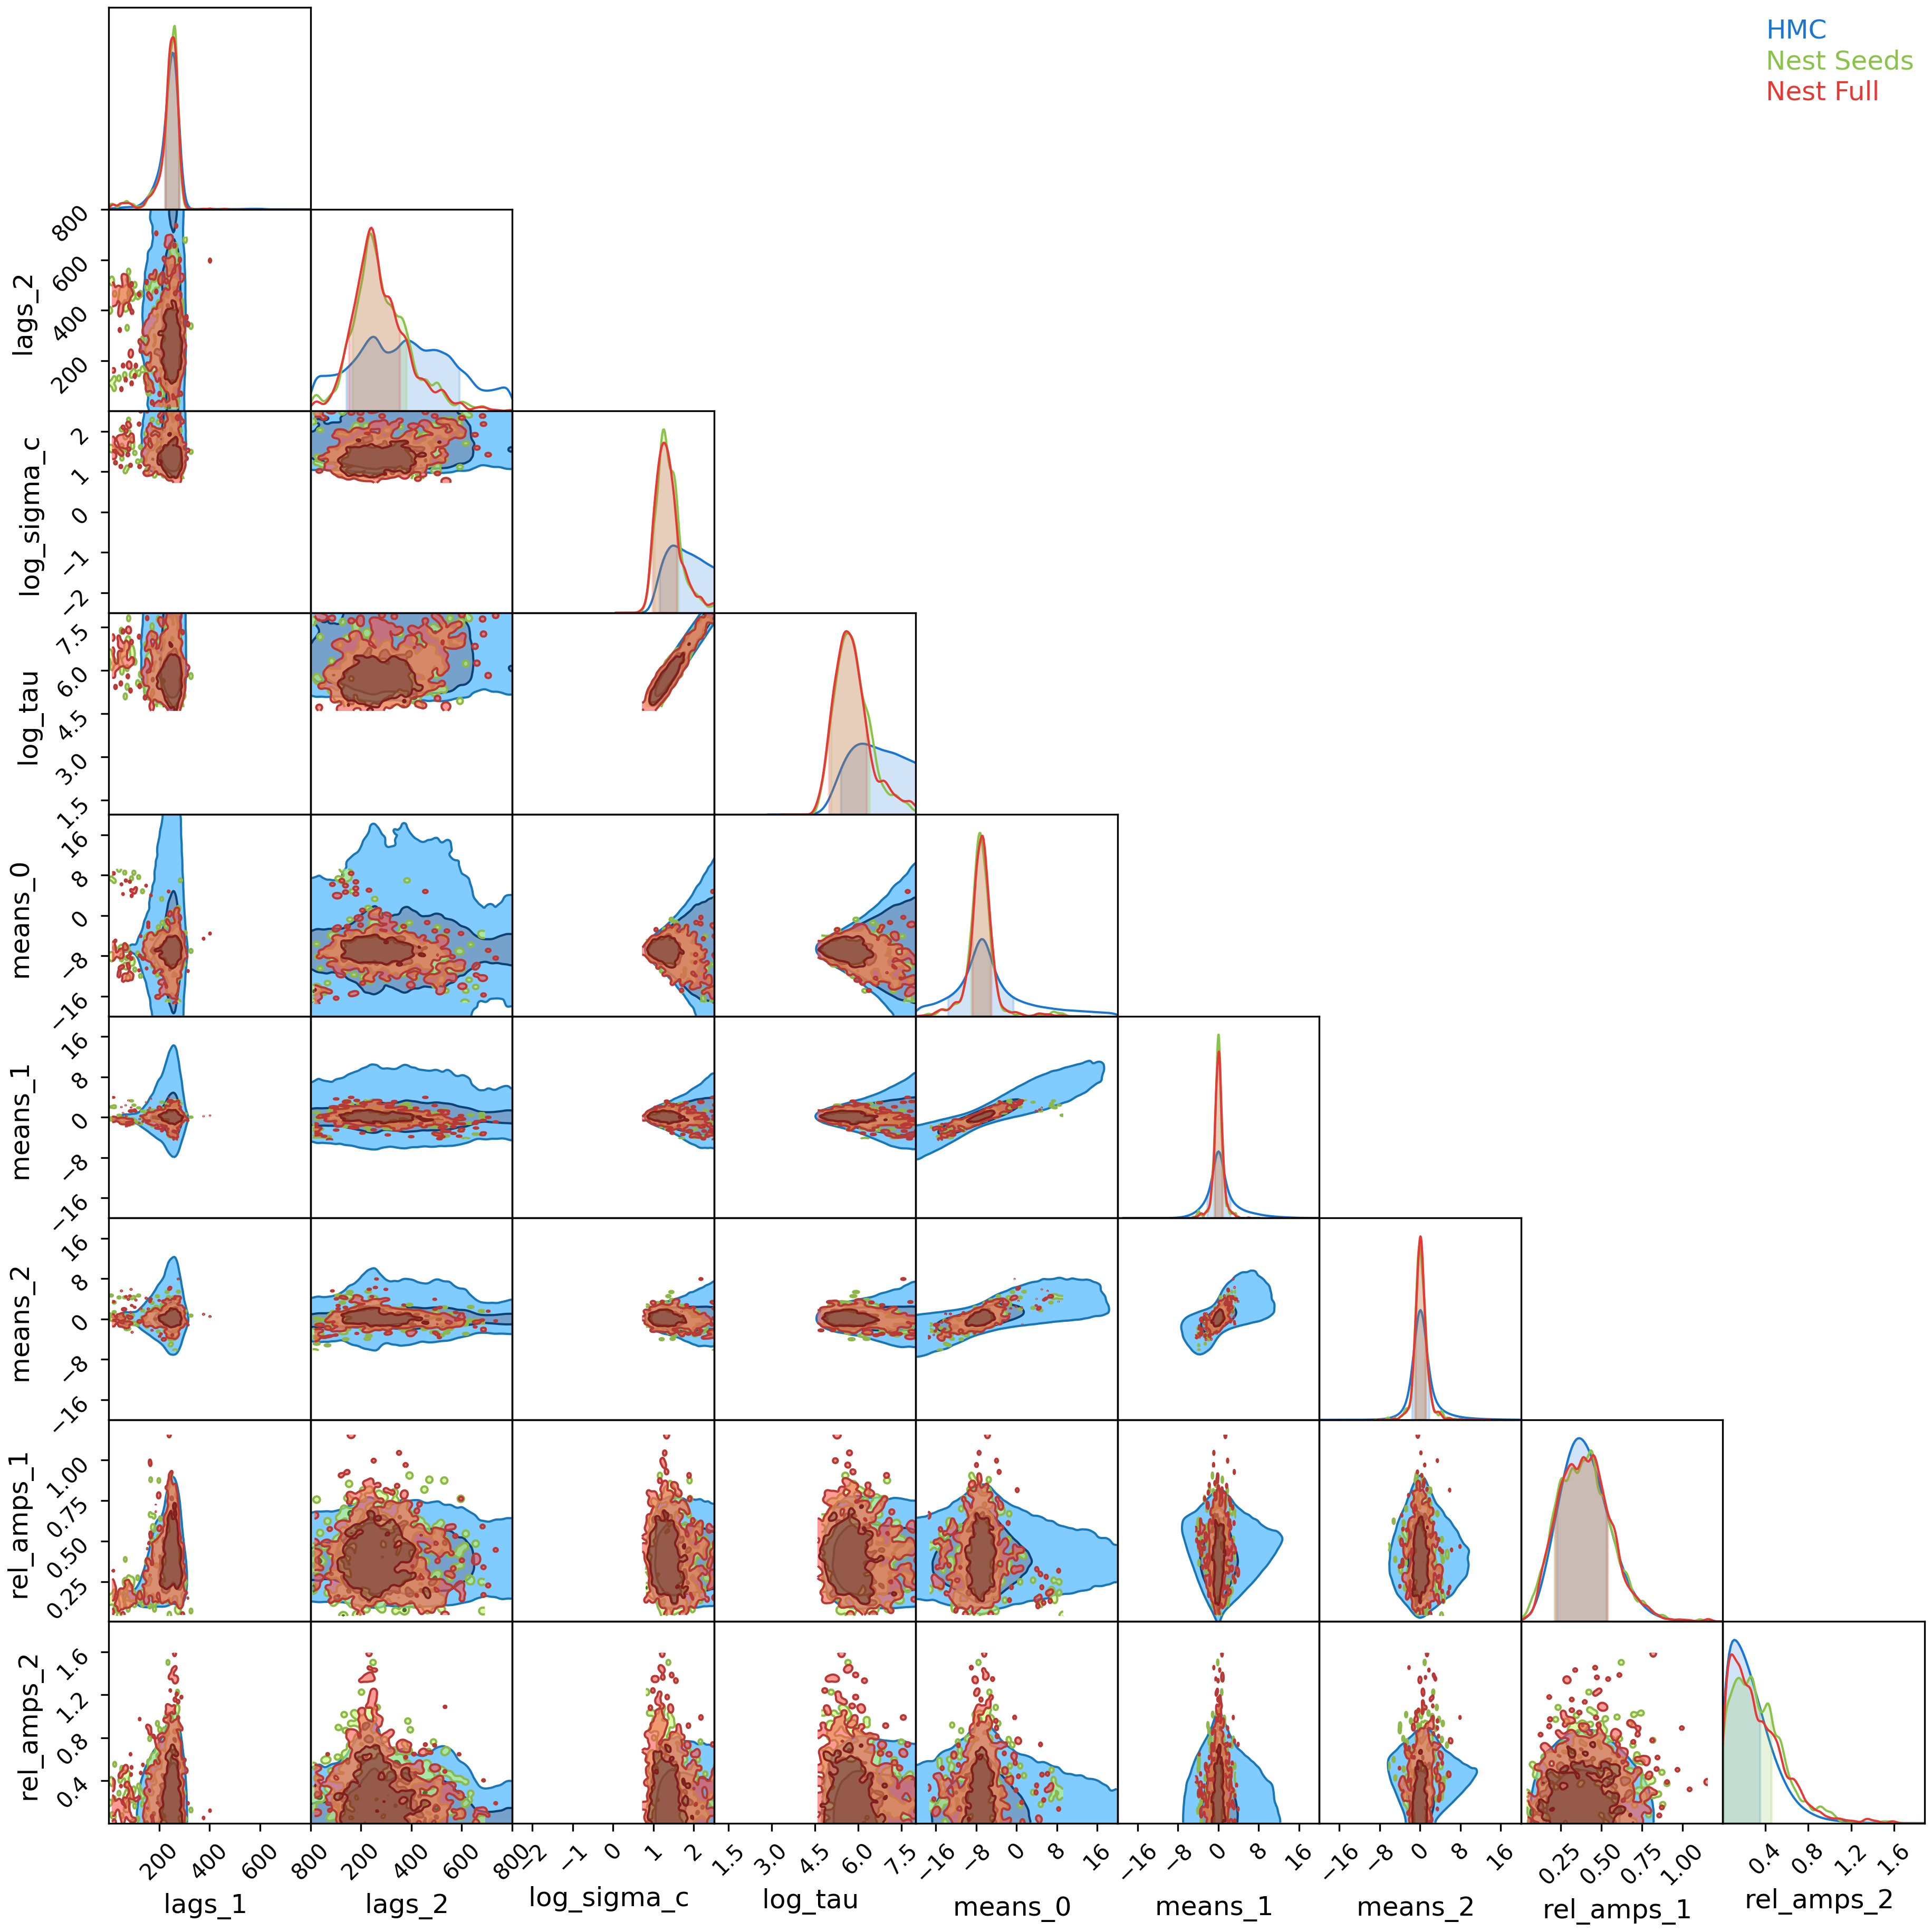 HMC
Nest Seeds
Nest Full
lags_2
800
600
400
200
log_sigma_c
2
1
0
−1
−2
log_tau
7.5
6.0
4.5
3.0
1.5
means_0
16
8
0
−8
−16
means_1
16
8
0
−8
−16
means_2
16
8
0
−8
−16
rel_amps_1
1.00
0.75
0.50
0.25
rel_amps_2
1.6
1.2
0.8
0.4
200 400 600 800 200 400 600 800 −2 −1 0 1 2 1.5 3.0 4.5 6.0 7.5 −16 −8 0 8 16 −16 −8 0 8 16 −16 −8 0 8 16 0.25 0.50 0.75 1.00 0.4 0.8 1.2 1.6
lags_1 lags_2 log_sigma_c log_tau means_0 means_1 means_2 rel_amps_1 rel_amps_2